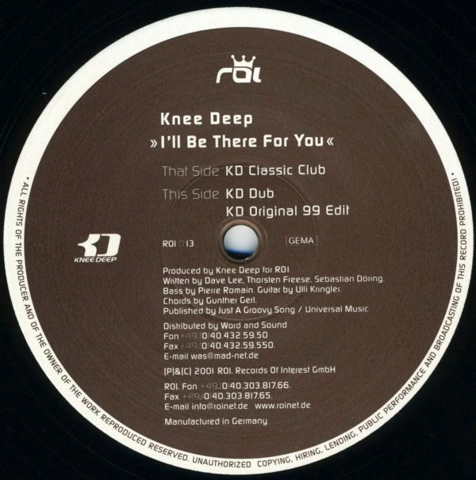 ROI
Knee Deep
»I'll Be There For You«
That Side KD Classic Club
This Side KD Dub
KD Original 99 Edit
KNEE DEEP
ROI 013
GEMA
Produced by Knee Deep for ROI
Written by Dave Lee, Thorsten Freese, Sebastian Döring.
Bass by Pierre Romain. Guitar by Ulli Klingler.
Chords by Gunther Gerl.
Published by Just A Groovy Song / Universal Music
Distributed by Word and Sound
Fon +49.(0)40.432.59.50
Fax +49.(0)40.432.59.550.
E-mail was@mad-net.de
(P)&(C) 2001 ROI. Records Of Interest GmbH
ROI. Fon +49.(0)40.303.817.66.
Fax +49.(0)40.303.817.65.
E-mail info@roinet.de www.roinet.de
Manufactured in Germany
• ALL RIGHTS OF THE PRODUCER AND OF THE OWNER OF THE WORK REPRODUCED RESERVED. UNAUTHORIZED COPYING, HIRING, LENDING, PUBLIC PERFORMANCE AND BROADCASTING OF THIS RECORD PROHIBITED! •